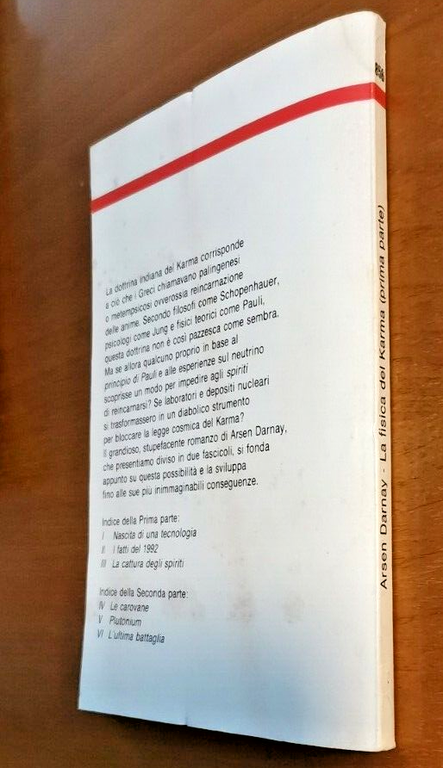 La dottrina indiana del Karma corrisponde
a ciò che i Greci chiamavano palingenesi
o metempsicosi ovverossia reincarnazione
delle anime. Secondo filosofi come Schopenhauer,
psicologi come Jung e fisici teorici come Pauli,
questa dottrina non è così pazzesca come sembra.
Ma se allora qualcuno proprio in base al
principio di Pauli e alle esperienze sul neutrino
scoprisse un modo per impedire agli spiriti
di reincarnarsi? Se laboratori e depositi nucleari
si trasformassero in un diabolico strumento
per bloccare la legge cosmica del Karma?
Il grandioso, stupefacente romanzo di Arsen Darnay,
che presentiamo diviso in due fascicoli, si fonda
appunto su questa possibilità e la sviluppa
fino alle sue più inimmaginabili conseguenze.
Indice della Prima parte:
I Nascita di una tecnologia
II I fatti del 1992
III La cattura degli spiriti
Indice della Seconda parte:
IV Le carovane
V Plutonium
VI L'ultima battaglia
Arsen Darnay - La fisica del Karma (prima parte)